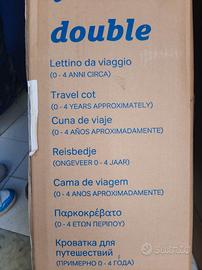 double
Lettino da viaggio
(0 - 4 ANNI CIRCA)
Travel cot
(0 - 4 YEARS APPROXIMATELY)
Cuna de viaje
(0 - 4 AÑOS APROXIMADAMENTE)
Reisbedje
(ONGEVEER 0 - 4 JAAR)
Cama de viagem
(0 - 4 ANOS APROXIMADAMENTE)
Παρκοκρέβατο
(0 - 4 ΕΤΩΝ ΠΕΡΙΠΟΥ)
Кроватка для
путешествий
(ПРИМЕРНО 0 - 4 ГОДА)
Subito